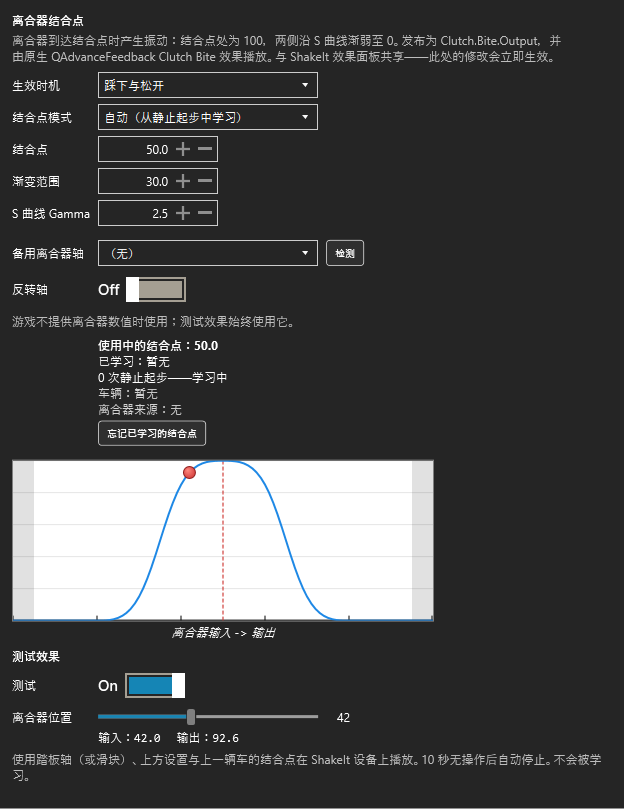 离合器结合点
离合器到达结合点时产生振动：结合点处为 100，两侧沿 S 曲线渐弱至 0。发布为 Clutch.Bite.Output，并
由原生 QAdvanceFeedback Clutch Bite 效果播放。与 ShakeIt 效果面板共享——此处的修改会立即生效。
生效时机 踩下与松开
结合点模式 自动（从静止起步中学习）
结合点 50.0
渐变范围 30.0
S 曲线 Gamma 2.5
备用离合器轴 （无） 检测
反转轴 Off
游戏不提供离合器数值时使用；测试效果始终使用它。
使用中的结合点：50.0
已学习：暂无
0 次静止起步——学习中
车辆：暂无
离合器来源：无
忘记已学习的结合点
离合器输入 -> 输出
测试效果
测试 On
离合器位置 42
输入：42.0 输出：92.6
使用踏板轴（或滑块）、上方设置与上一辆车的结合点在 ShakeIt 设备上播放。10 秒无操作后自动停止。不会被学
习。